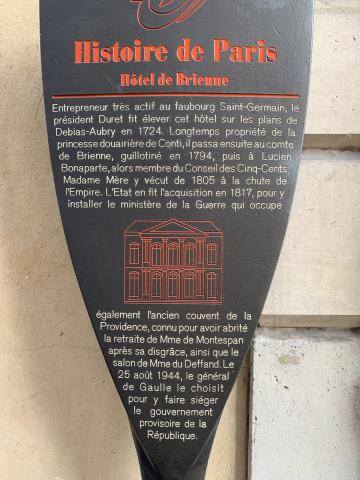 Histoire de Paris
Hôtel de Brienne
Entrepreneur très actif au faubourg Saint-Germain, le
président Duret fit élever cet hôtel sur les plans de
Debias-Aubry en 1724. Longtemps propriété de la
princesse douairière de Conti, il passa ensuite au comte
de Brienne, guillotiné en 1794, puis à Lucien
Bonaparte, alors membre du Conseil des Cinq-Cents.
Madame Mère y vécut de 1805 à la chute de
l'Empire. L'Etat en fit l'acquisition en 1817, pour y
installer le ministère de la Guerre qui occupe
également l'ancien couvent de la
Providence, connu pour avoir abrité
la retraite de Mme de Montespan
après sa disgrâce, ainsi que le
salon de Mme du Deffand. Le
25 août 1944, le général
de Gaulle le choisit
pour y faire siéger
le gouvernement
provisoire de la
République.